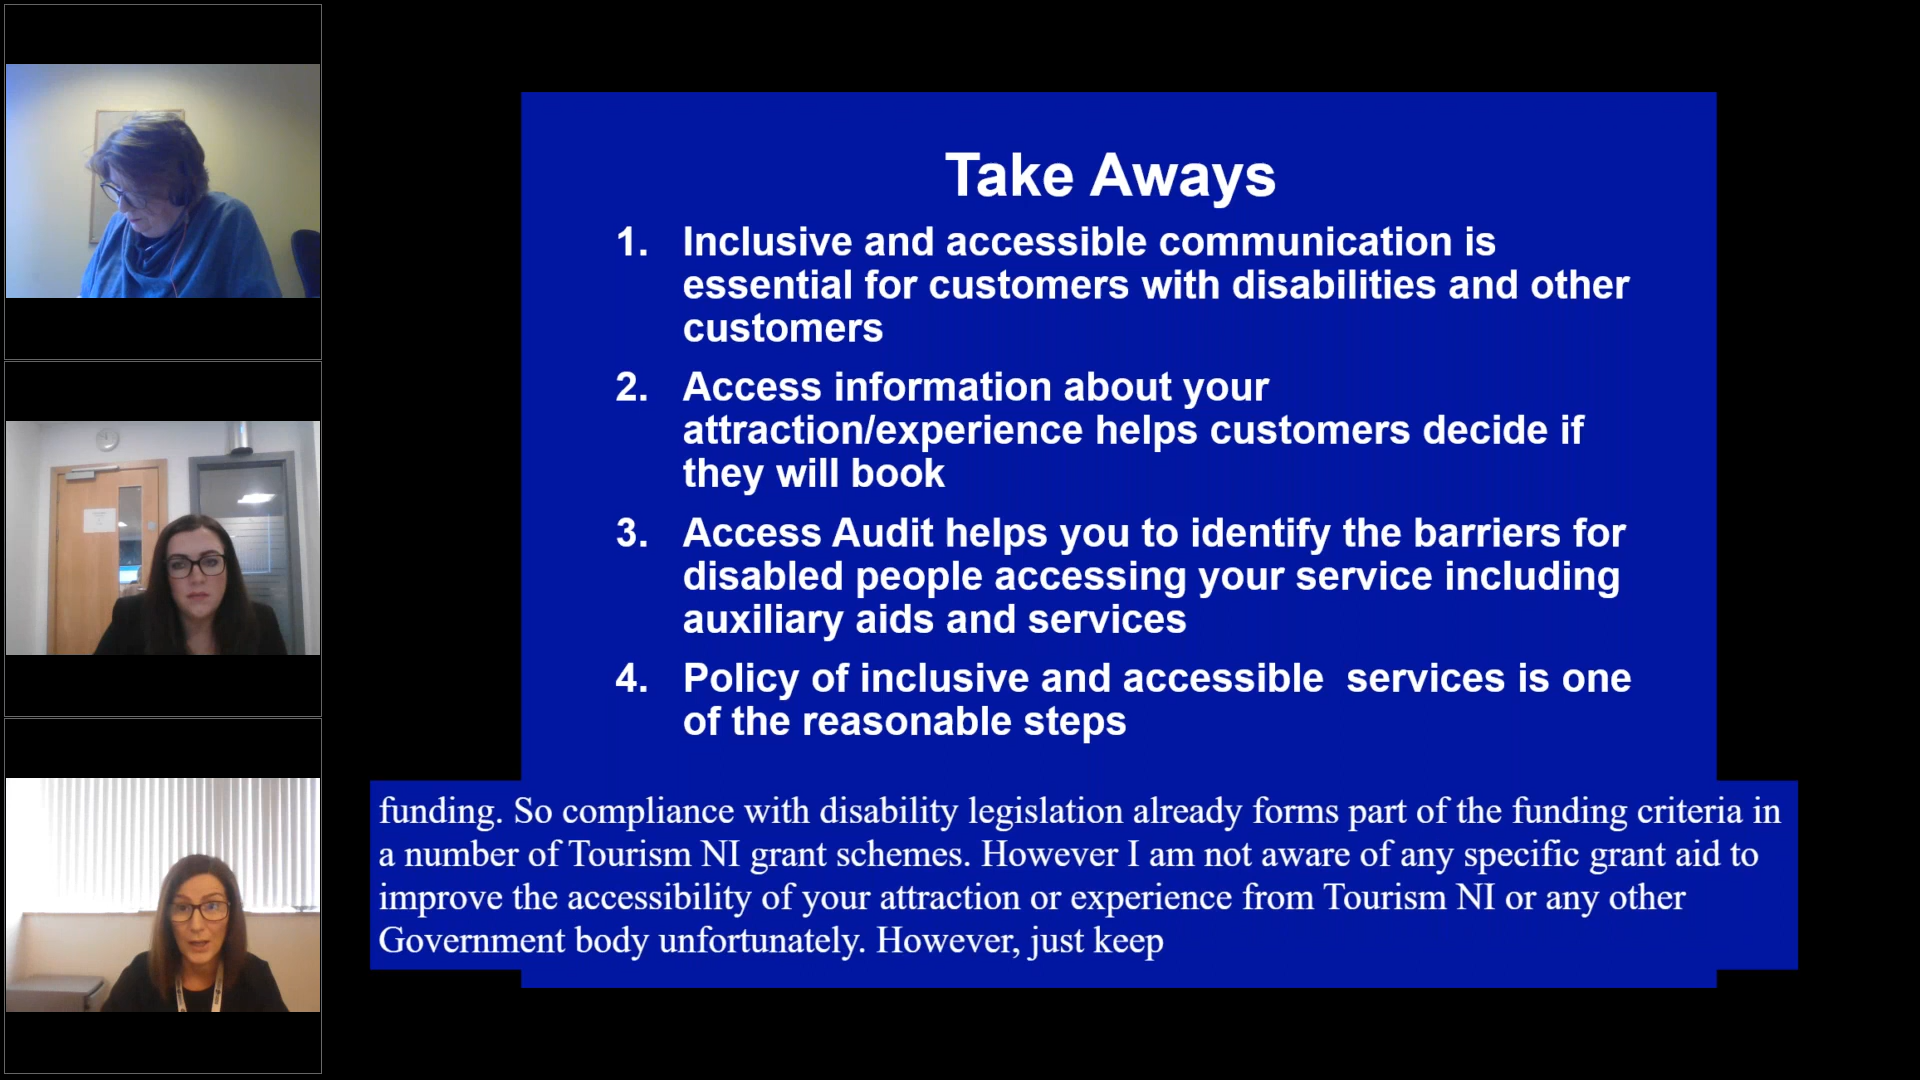 Take Aways
1. Inclusive and accessible communication is
essential for customers with disabilities and other
customers
2. Access information about your
attraction/experience helps customers decide if
they will book
3. Access Audit helps you to identify the barriers for
disabled people accessing your service including
auxiliary aids and services
4. Policy of inclusive and accessible  services is one
of the reasonable steps
funding. So compliance with disability legislation already forms part of the funding criteria in
a number of Tourism NI grant schemes. However I am not aware of any specific grant aid to
improve the accessibility of your attraction or experience from Tourism NI or any other
Government body unfortunately. However, just keep